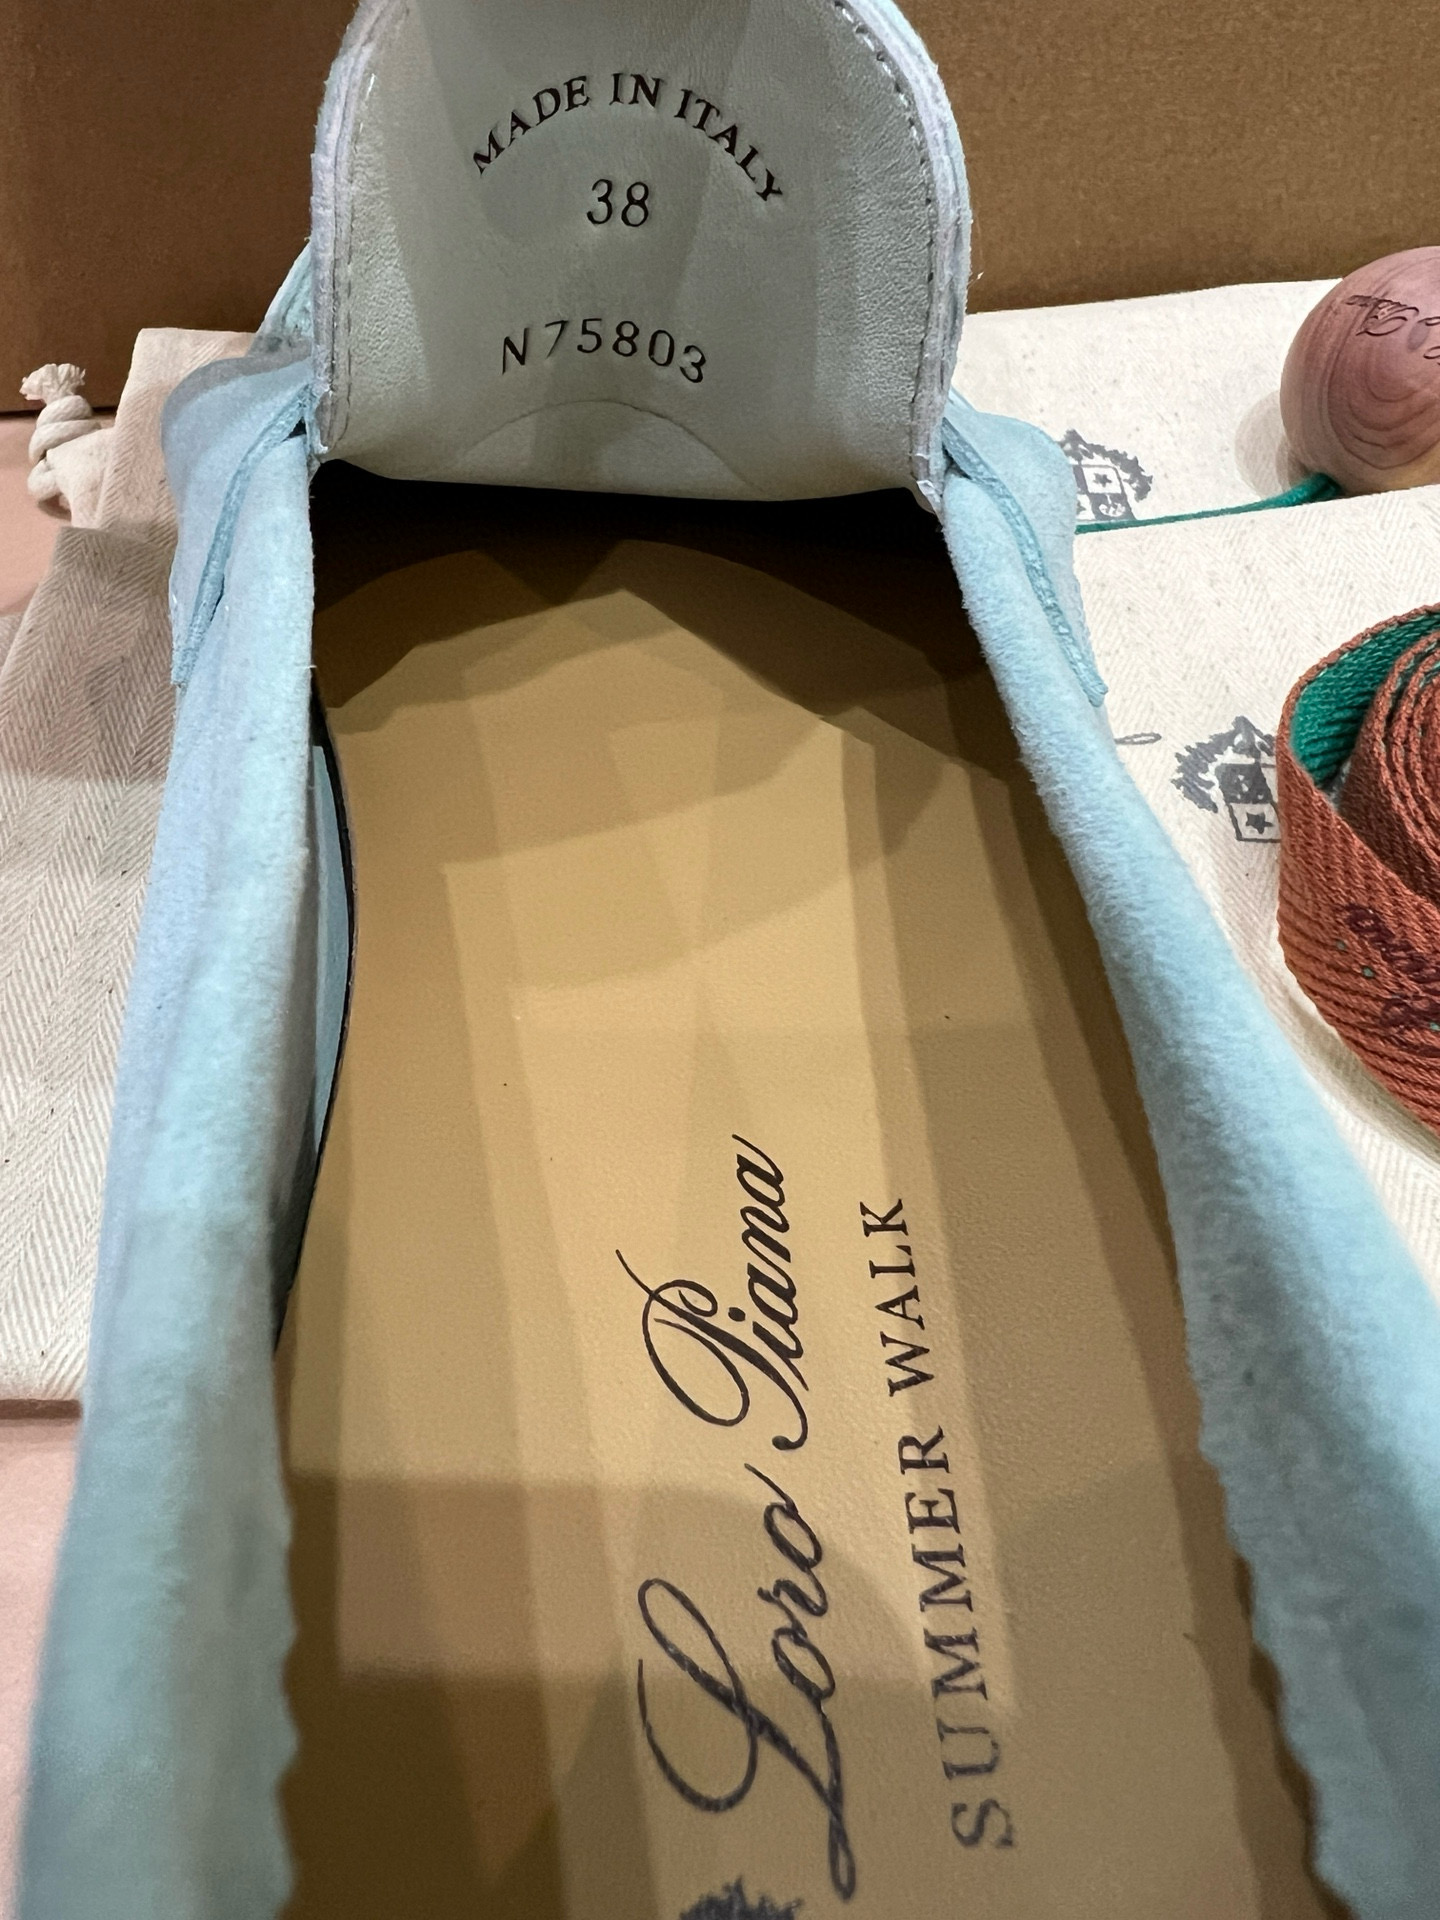 MADE IN ITALY
38
N75803
Loro Piana
SUMMER WALK